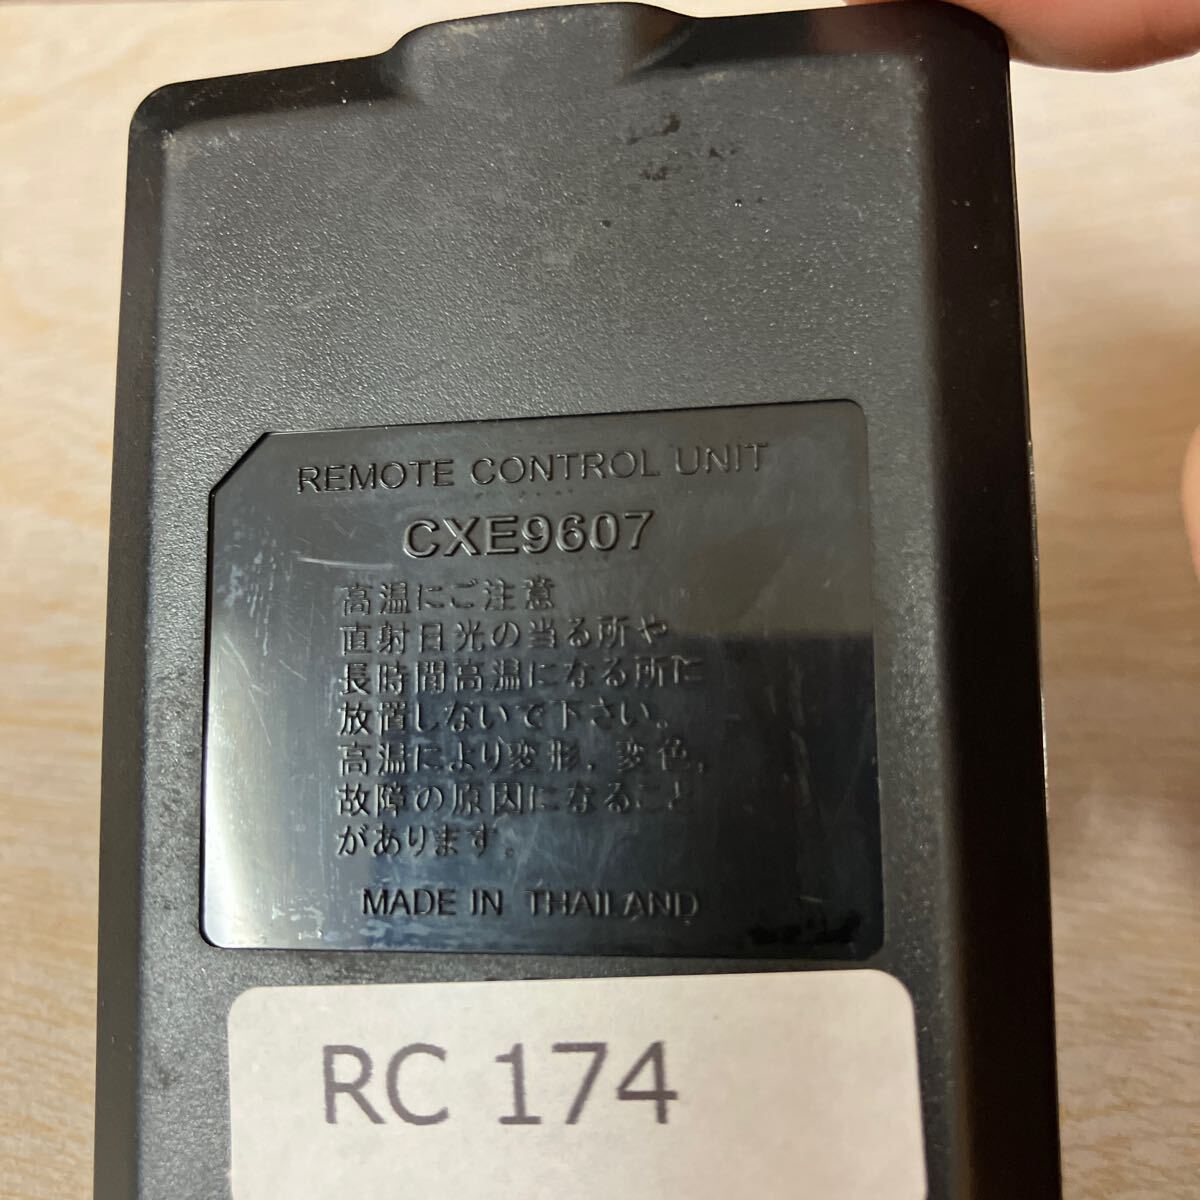 REMOTE CONTROL UNIT
CXE9607
高温にご注意
直射日光の当る所や
長時間高温になる所に
放置しないで下さい。
高温により変形,変色,
故障の原因になること
があります。
MADE IN THAILAND
RC 174